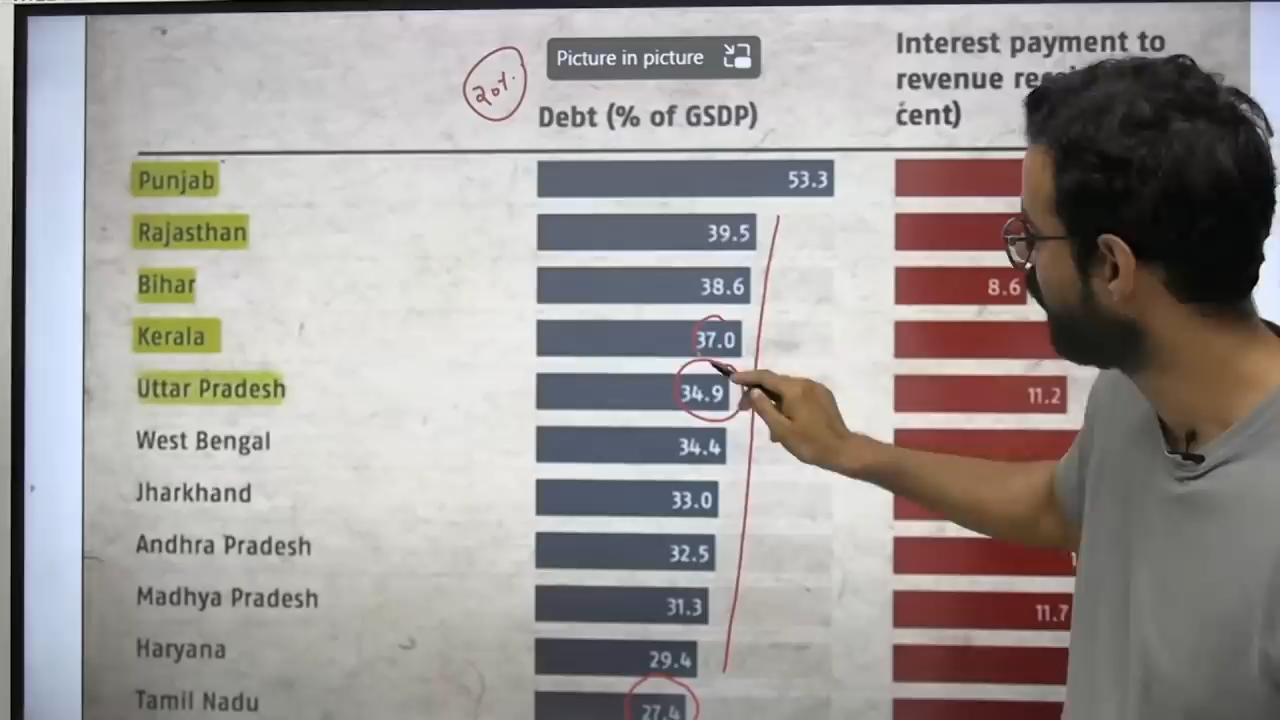 20%
Picture in picture
Debt (% of GSDP)
Interest payment to
revenue
cent)
Punjab 53.3
Rajasthan 39.5
Bihar 38.6 8.6
Kerala 37.0
Uttar Pradesh 34.9 11.2
West Bengal 34.4
Jharkhand 33.0
Andhra Pradesh 32.5
Madhya Pradesh 31.3 11.7
Haryana 29.4
Tamil Nadu 27.4